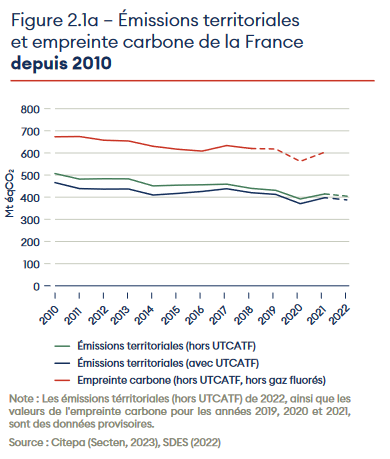 Figure 2.1a – Émissions territoriales
et empreinte carbone de la France
depuis 2010
800
700
600
500
400
300
200
100
0
Mt éqCO₂
2010
2011
2012
2013
2014
2015
2016
2017
2018
2019
2020
2021
2022
Émissions territoriales (hors UTCATF)
Émissions territoriales (avec UTCATF)
Empreinte carbone (hors UTCATF, hors gaz fluorés)
Note : Les émissions territoriales (hors UTCATF) de 2022, ainsi que les
valeurs de l'empreinte carbone pour les années 2019, 2020 et 2021,
sont des données provisoires.
Source : Citepa (Secten, 2023), SDES (2022)